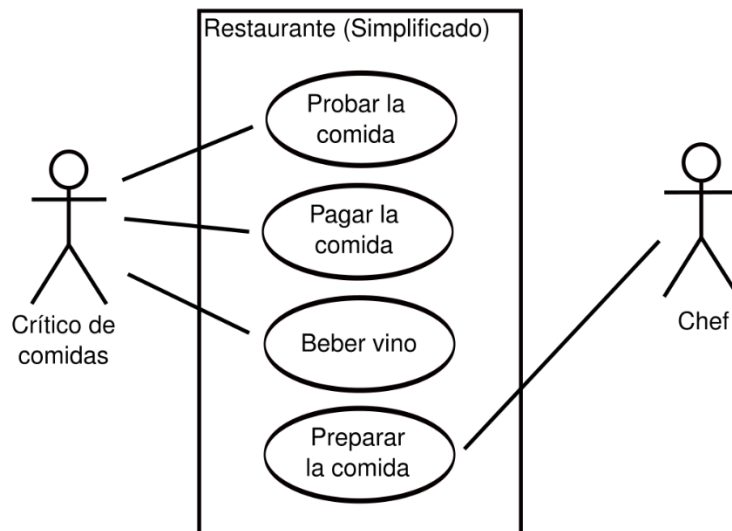 Restaurante (Simplificado)
Probar la
comida
Pagar la
comida
Beber vino
Preparar
la comida
Crítico de
comidas
Chef